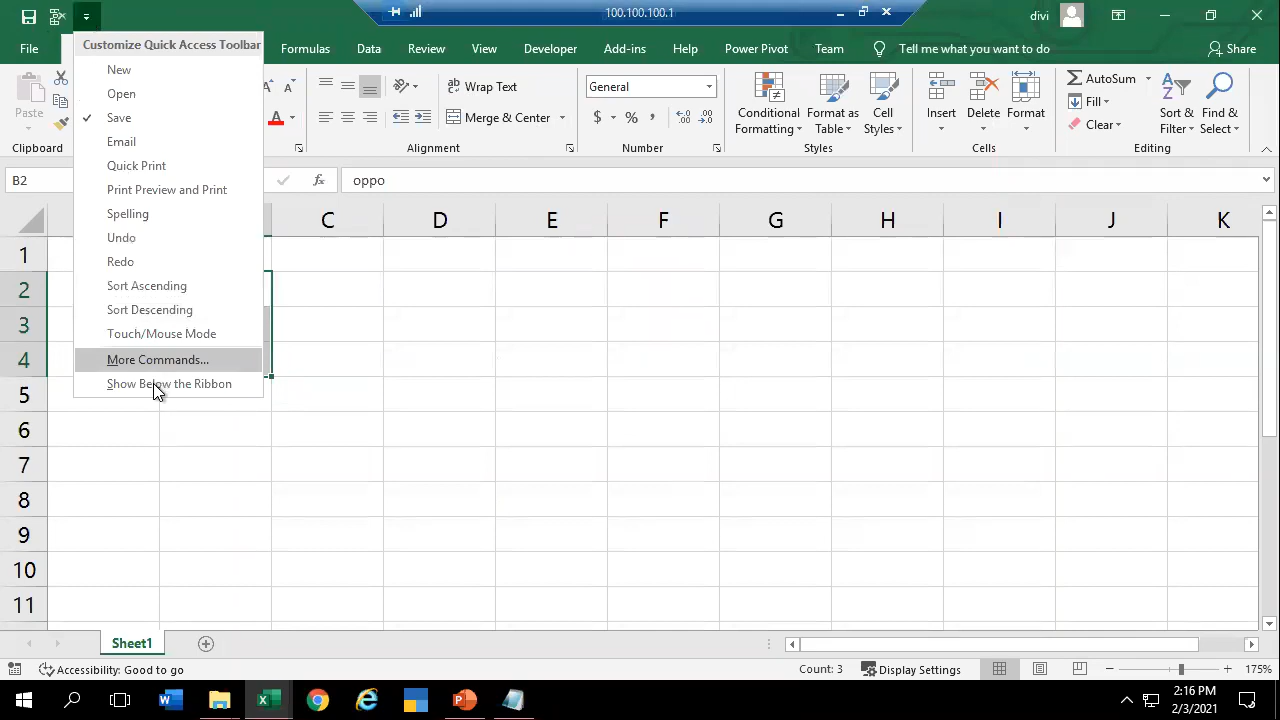 100.100.100.1
divi
File
Formulas
Data
Review
View
Developer
Add-ins
Help
Power Pivot
Team
Tell me what you want to do
Share
Customize Quick Access Toolbar
New
Open
Save
Email
Quick Print
Print Preview and Print
Spelling
Undo
Redo
Sort Ascending
Sort Descending
Touch/Mouse Mode
More Commands...
Show Below the Ribbon
Paste
Clipboard
Wrap Text
Merge & Center
Alignment
General
$ % ,
Number
Conditional Formatting
Format as Table
Cell Styles
Styles
Insert
Delete
Format
Cells
AutoSum
Fill
Clear
Sort & Filter
Find & Select
Editing
B2
fx
oppo
C D E F G H I J K
1
2
3
4
5
6
7
8
9
10
11
Sheet1
Accessibility: Good to go
Count: 3
Display Settings
175%
2:16 PM
2/3/2021